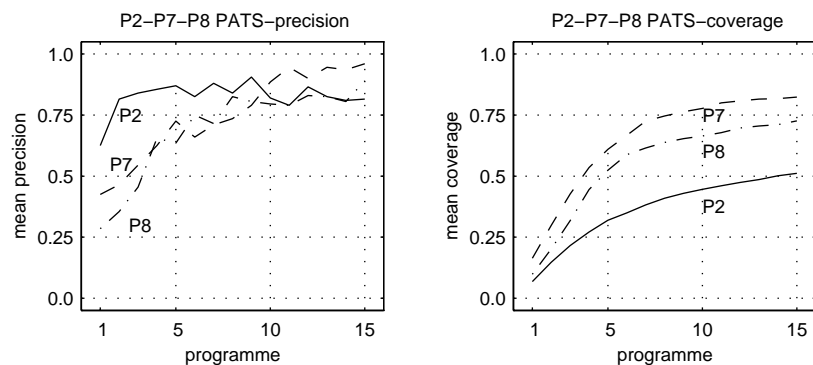 P2−P7−P8 PATS−precision
mean precision
1.0
0.75
0.5
0.25
0.0
P2
P7
P8
1 5 10 15
programme
P2−P7−P8 PATS−coverage
mean coverage
1.0
0.75
0.5
0.25
0.0
P7
P8
P2
1 5 10 15
programme